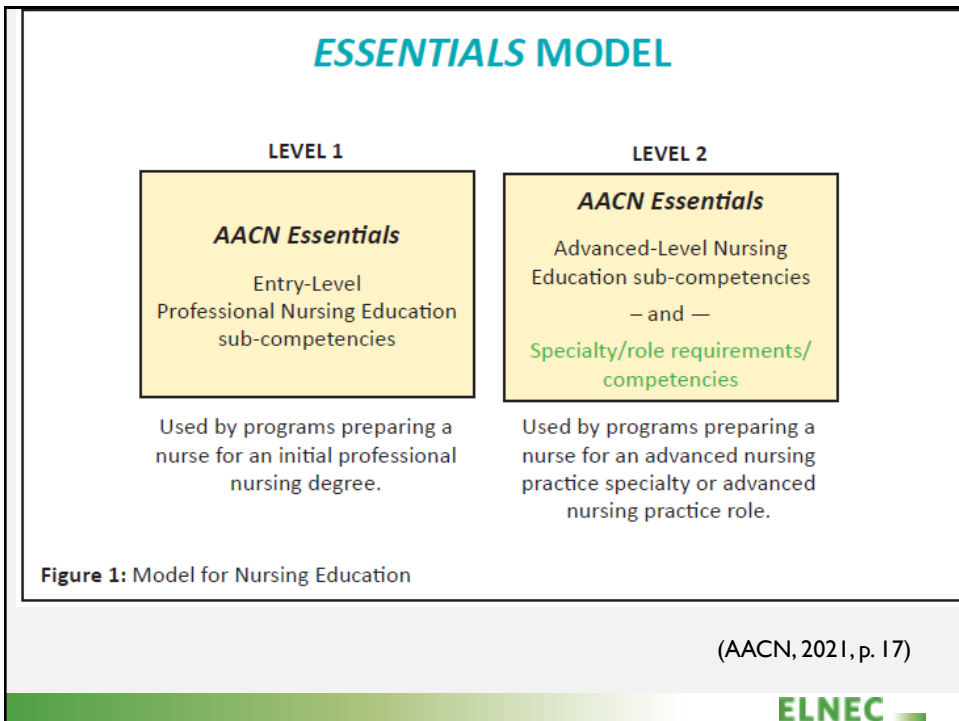 ESSENTIALS MODEL
LEVEL 1
AACN Essentials
Entry-Level
Professional Nursing Education
sub-competencies
Used by programs preparing a
nurse for an initial professional
nursing degree.
LEVEL 2
AACN Essentials
Advanced-Level Nursing
Education sub-competencies
– and —
Specialty/role requirements/
competencies
Used by programs preparing a
nurse for an advanced nursing
practice specialty or advanced
nursing practice role.
Figure 1: Model for Nursing Education
(AACN, 2021, p. 17)
ELNEC